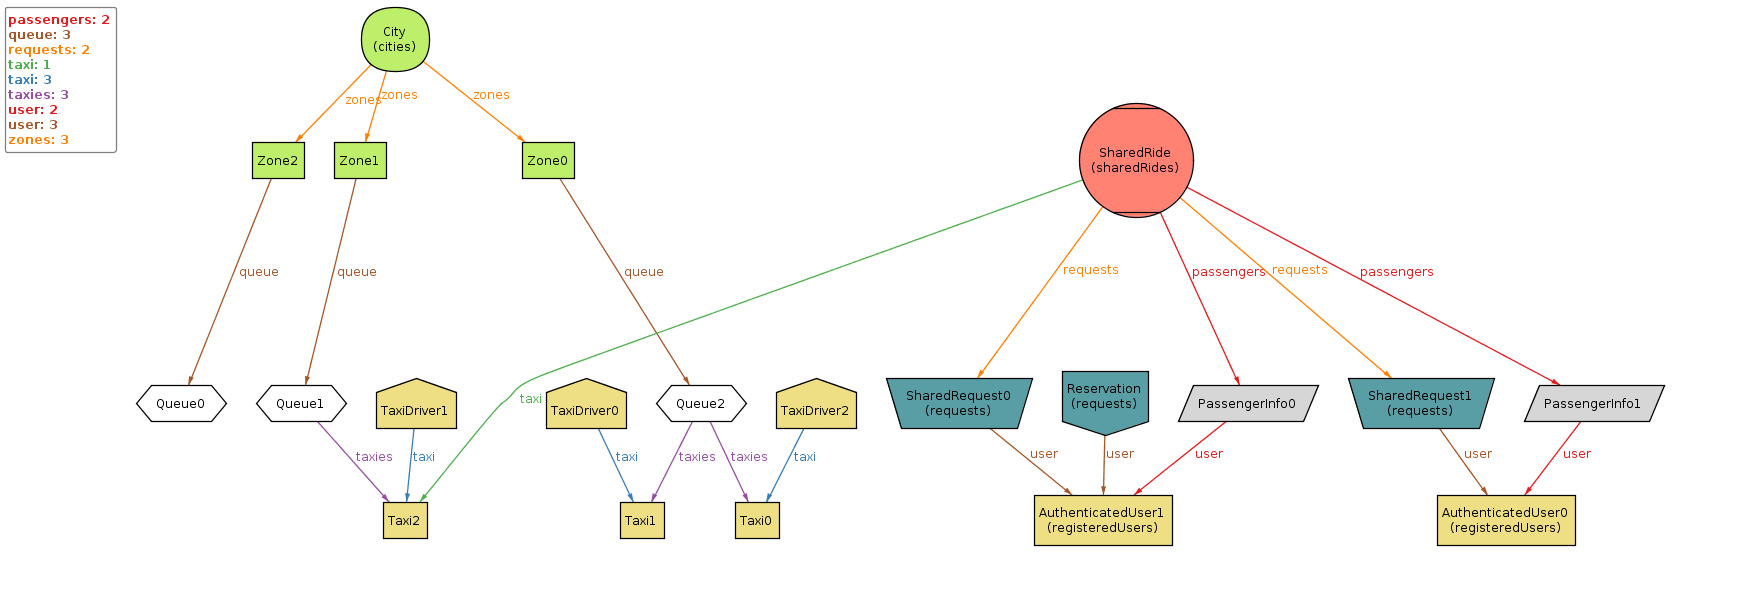 passengers: 2
queue: 3
requests: 2
taxi: 1
taxi: 3
taxies: 3
user: 2
user: 3
zones: 3
City
(cities)
zones
zones
zones
Zone2
Zone1
Zone0
SharedRide
(sharedRides)
queue
queue
queue
requests
passengers
requests
passengers
taxi
Queue0
Queue1
TaxiDriver1
TaxiDriver0
Queue2
TaxiDriver2
SharedRequest0
(requests)
Reservation
(requests)
PassengerInfo0
SharedRequest1
(requests)
PassengerInfo1
taxies
taxi
taxi
taxies
taxies
taxi
user
user
user
user
user
Taxi2
Taxi1
Taxi0
AuthenticatedUser1
(registeredUsers)
AuthenticatedUser0
(registeredUsers)